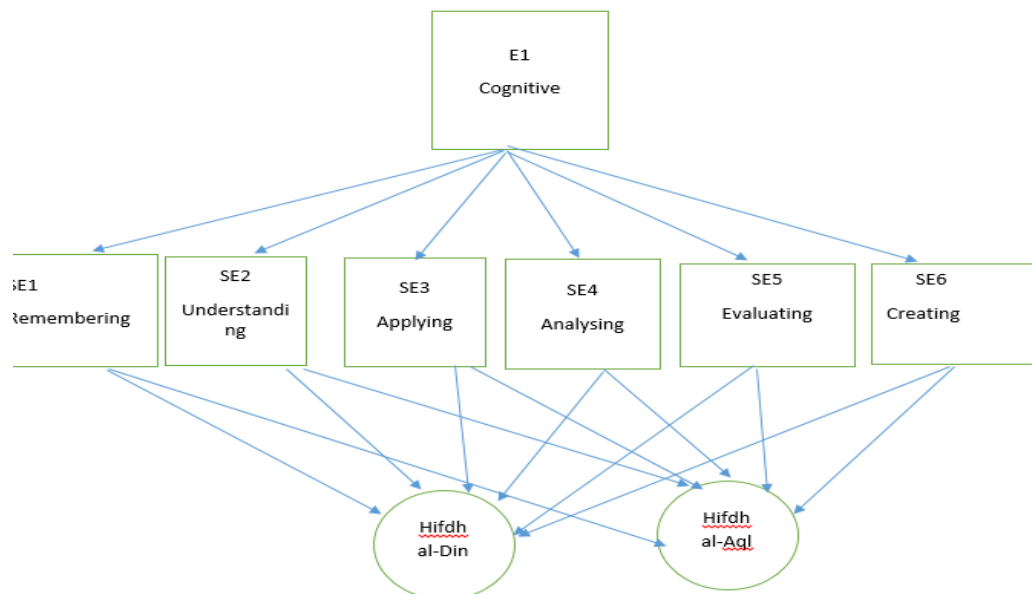 E1
Cognitive
SE1
Remembering
SE2
Understandi
ng
SE3
Applying
SE4
Analysing
SE5
Evaluating
SE6
Creating
Hifdh
al-Din
Hifdh
al-Aql